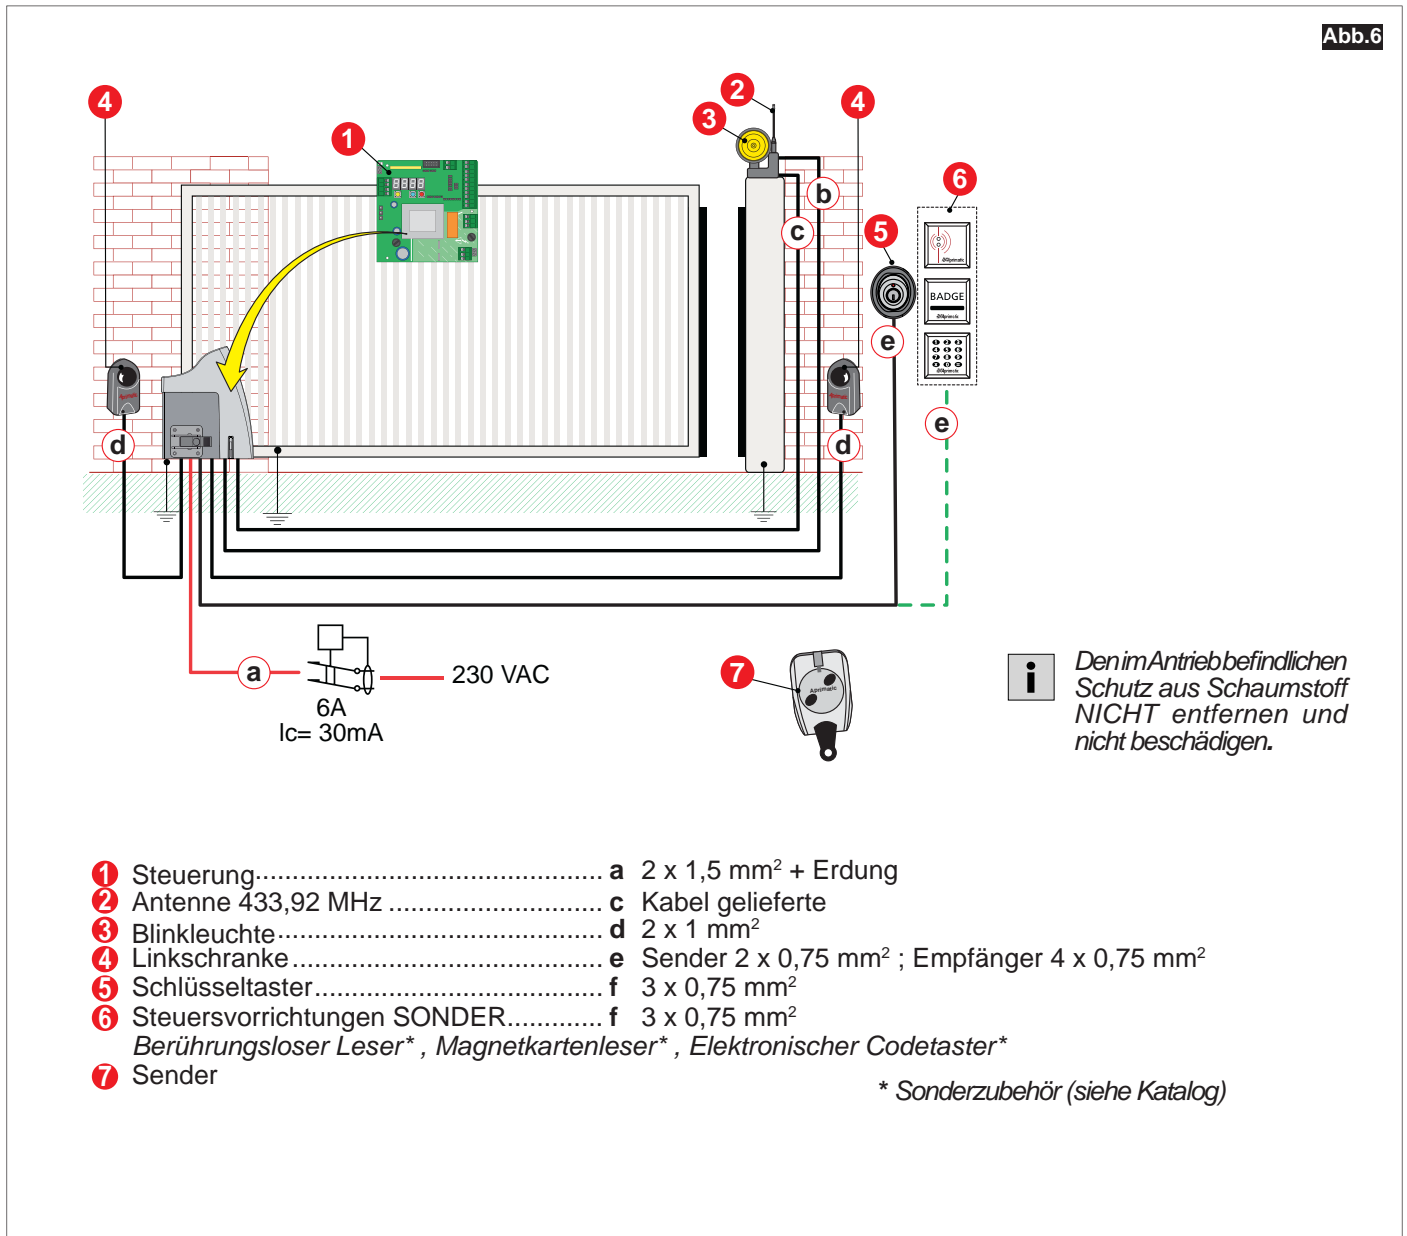 Abb.6
4
2
4
3
1
6
b
5
c
BADGE
e
e
d
d
a
230 VAC
6A
Ic= 30mA
7
Aprimatic
i
Den im Antrieb befindlichen
Schutz aus Schaumstoff
NICHT entfernen und
nicht beschädigen.
1 Steuerung.............................................. a 2 x 1,5 mm² + Erdung
2 Antenne 433,92 MHz ............................. c Kabel gelieferte
3 Blinkleuchte........................................... d 2 x 1 mm²
4 Linkschranke......................................... e Sender 2 x 0,75 mm² ; Empfänger 4 x 0,75 mm²
5 Schlüsseltaster...................................... f 3 x 0,75 mm²
6 Steuersvorrichtungen SONDER............. f 3 x 0,75 mm²
Berührungsloser Leser* , Magnetkartenleser* , Elektronischer Codetaster*
7 Sender
* Sonderzubehör (siehe Katalog)